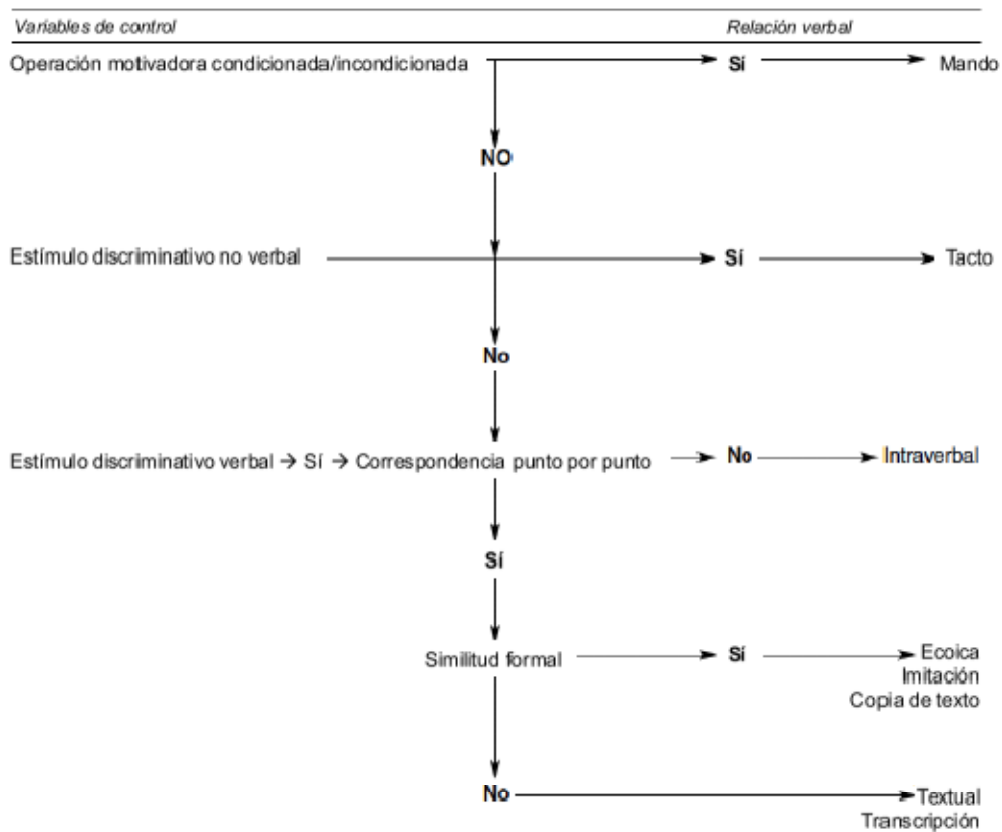 Variables de control Relación verbal
Operación motivadora condicionada/incondicionada Sí Mando
NO
Estímulo discriminativo no verbal Sí Tacto
No
Estímulo discriminativo verbal → Sí → Correspondencia punto por punto No Intraverbal
Sí
Similitud formal Sí Ecoica
Imitación
Copia de texto
No Textual
Transcripción